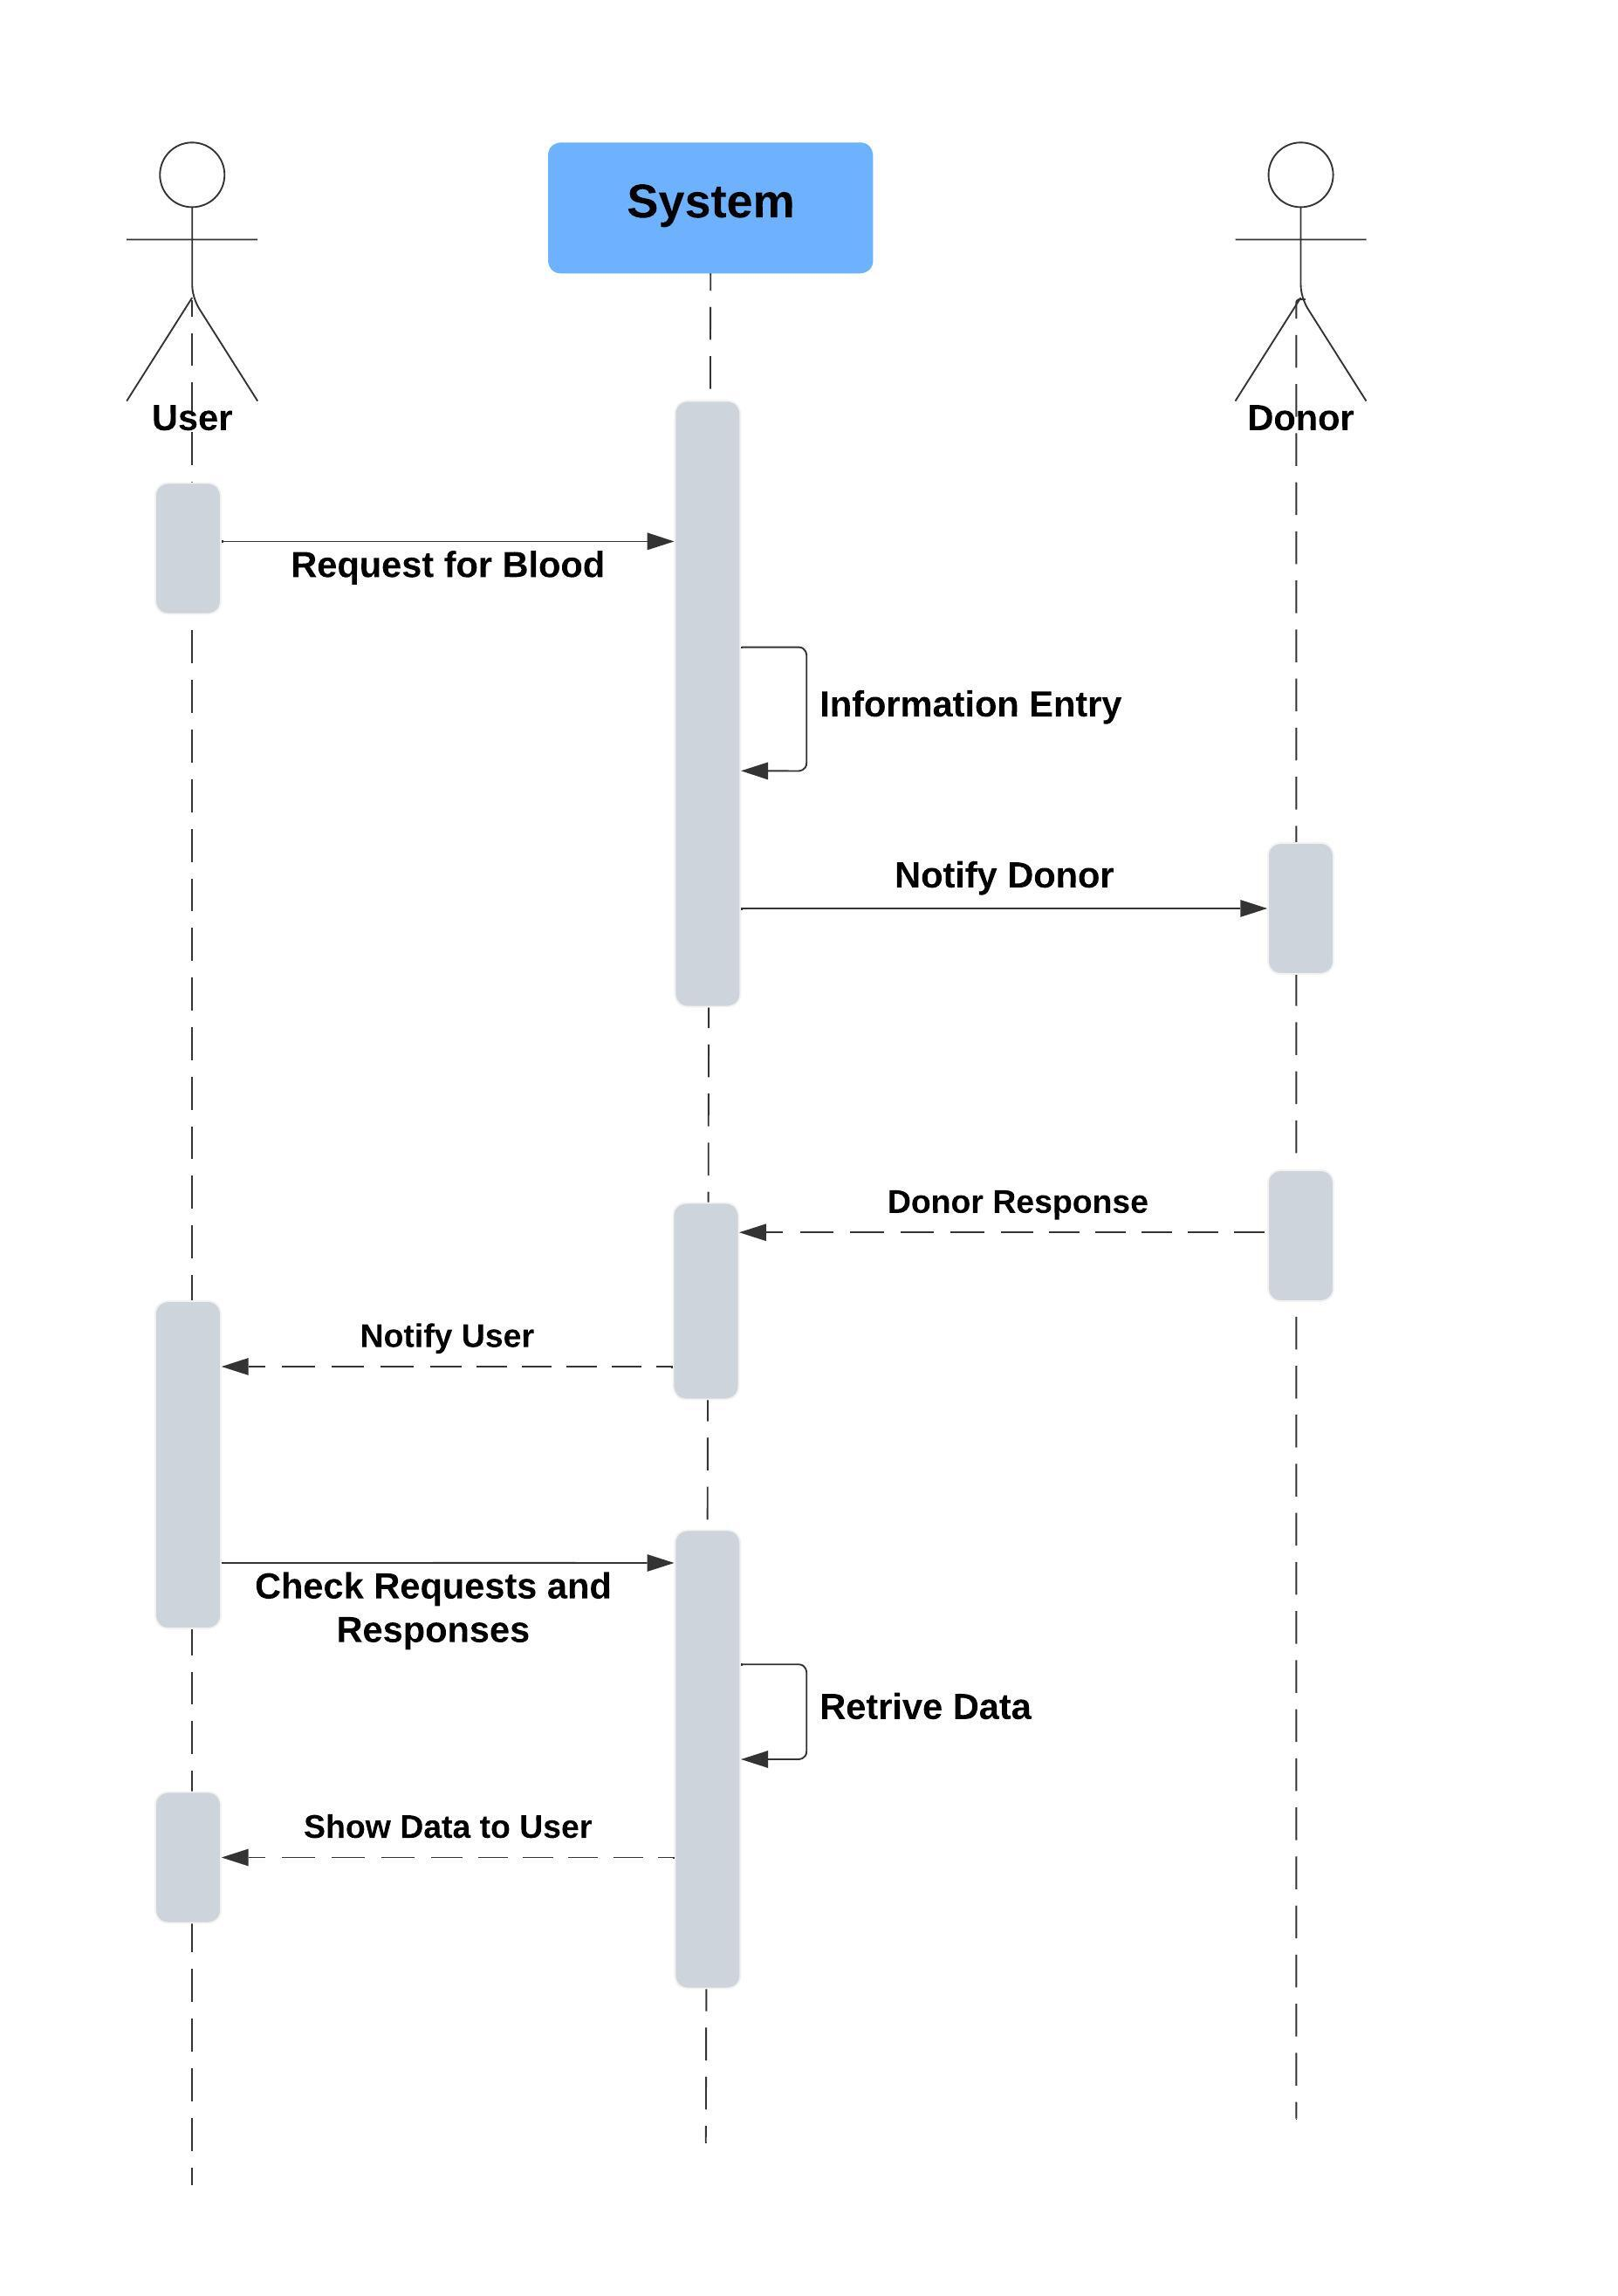 System
User
Donor
Request for Blood
Information Entry
Notify Donor
Donor Response
Notify User
Check Requests and
Responses
Retrive Data
Show Data to User